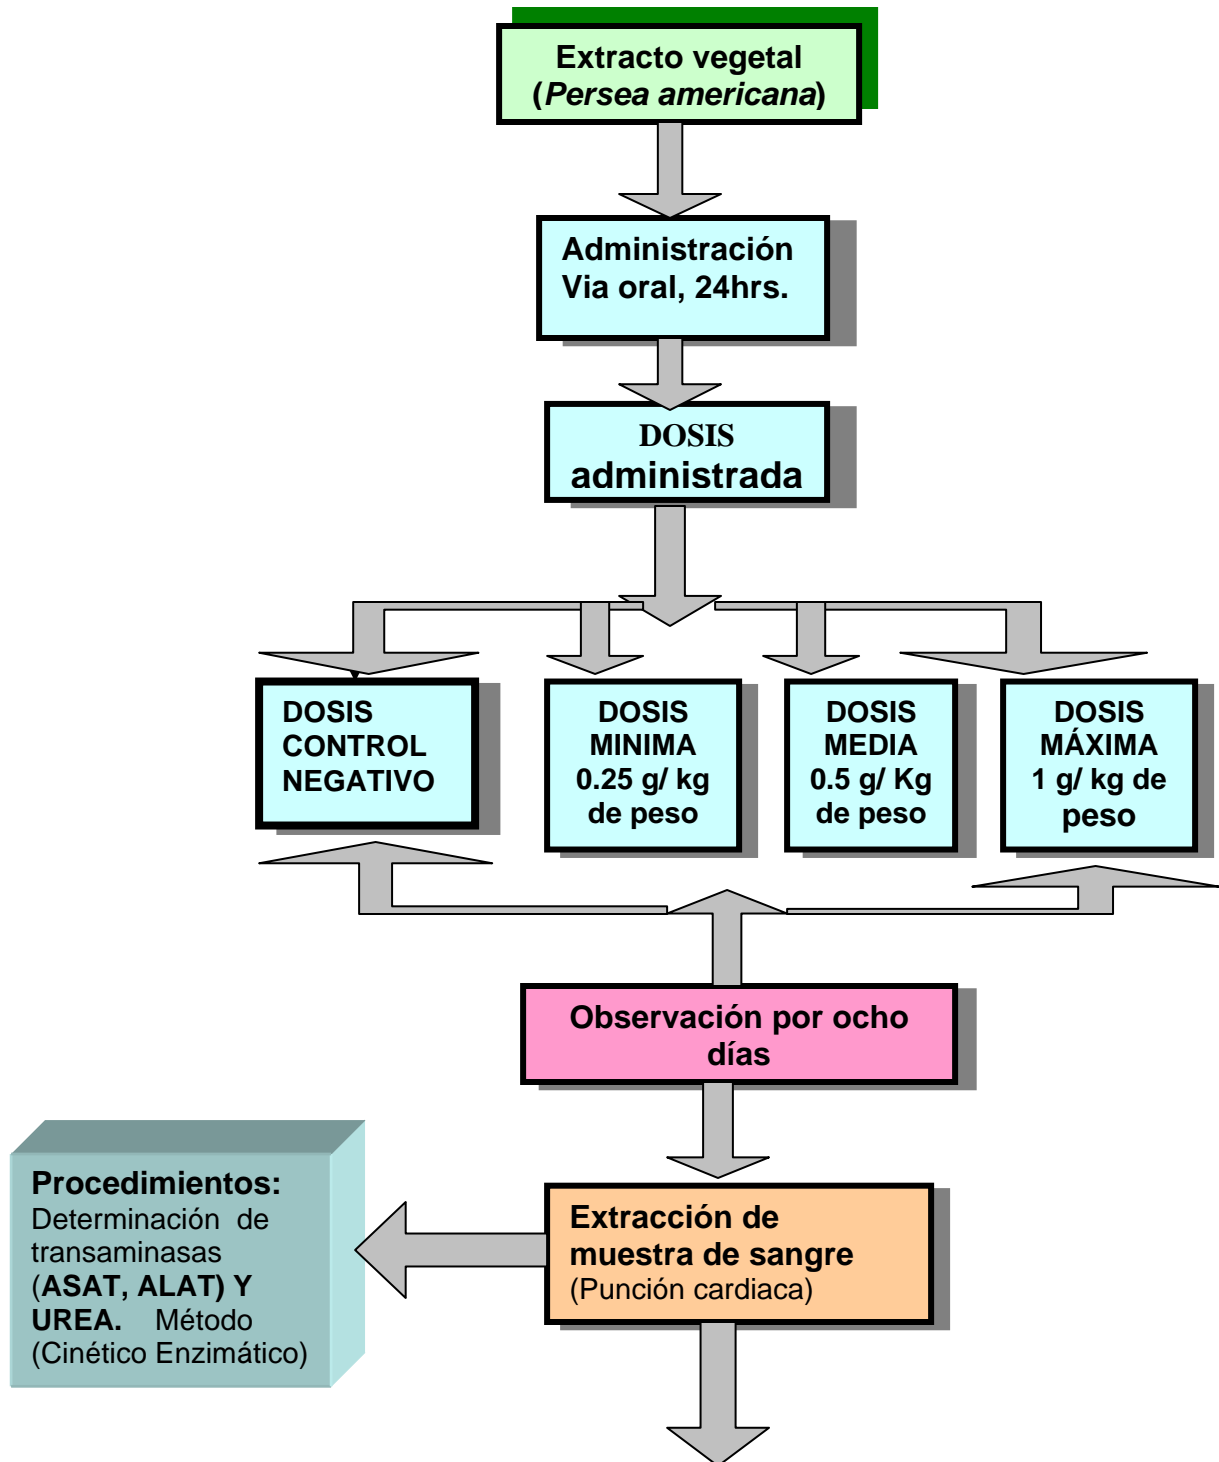 Extracto vegetal
(Persea americana)
Administración
Via oral, 24hrs.
DOSIS
administrada
DOSIS
CONTROL
NEGATIVO
DOSIS
MINIMA
0.25 g/ kg
de peso
DOSIS
MEDIA
0.5 g/ Kg
de peso
DOSIS
MÁXIMA
1 g/ kg de
peso
Observación por ocho
días
Procedimientos:
Determinación de
transaminasas
(ASAT, ALAT) Y
UREA. Método
(Cinético Enzimático)
Extracción de
muestra de sangre
(Punción cardiaca)